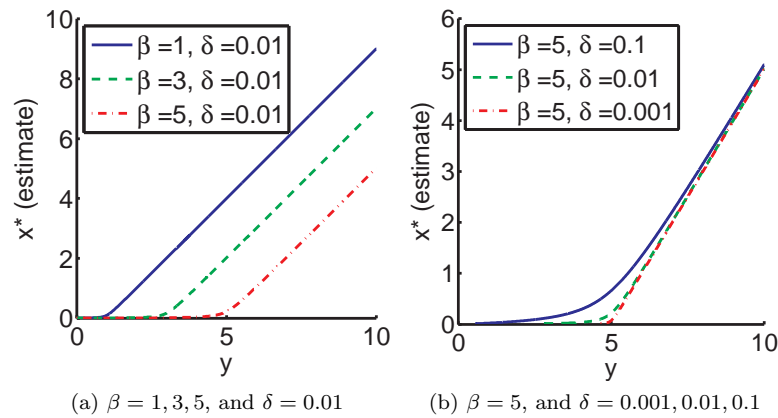 10
8
6
4
2
0
x* (estimate)
β =1, δ =0.01
β =3, δ =0.01
β =5, δ =0.01
0
5
10
y
(a) β = 1, 3, 5, and δ = 0.01
6
5
4
3
2
1
0
x* (estimate)
β =5, δ =0.1
β =5, δ =0.01
β =5, δ =0.001
0
5
10
y
(b) β = 5, and δ = 0.001, 0.01, 0.1